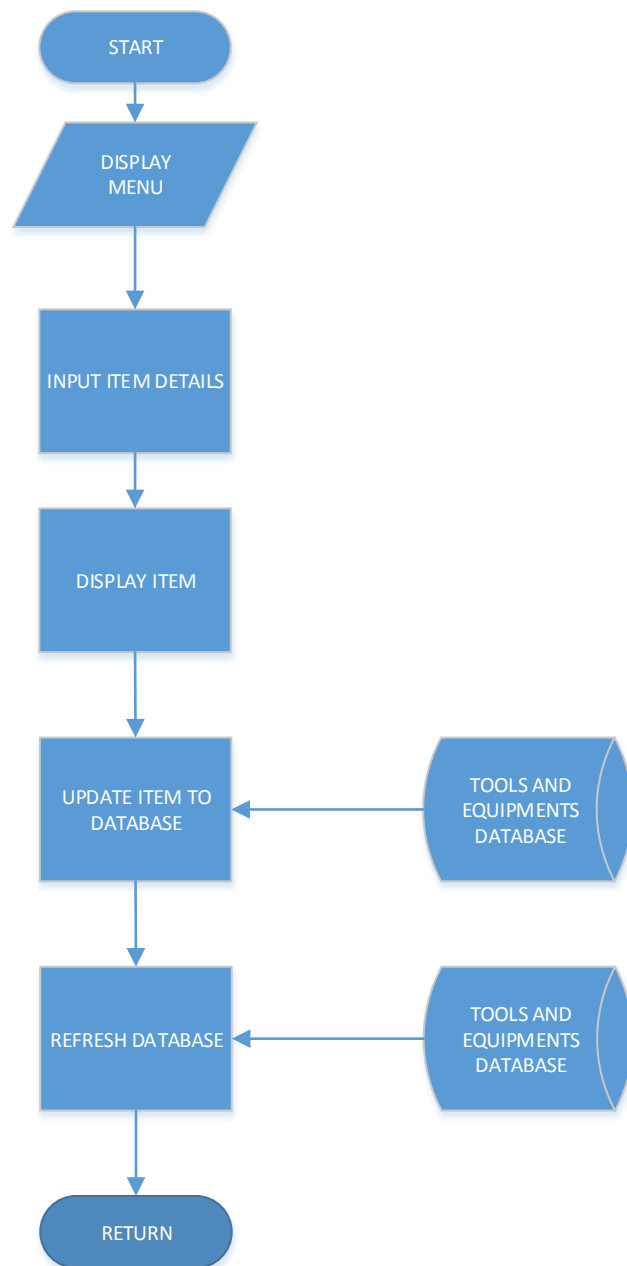 START
DISPLAY
MENU
INPUT ITEM DETAILS
DISPLAY ITEM
UPDATE ITEM TO
DATABASE
TOOLS AND
EQUIPMENTS
DATABASE
REFRESH DATABASE
TOOLS AND
EQUIPMENTS
DATABASE
RETURN